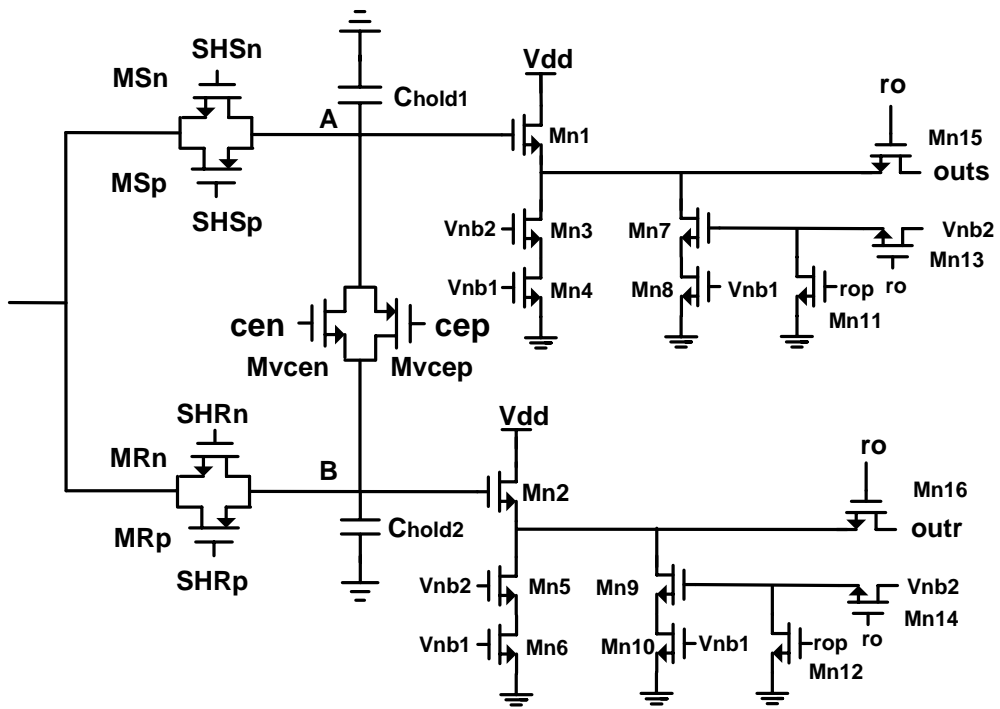 SHSn
MSn
Chold1
Vdd
ro
A
Mn1
Mn15
MSp
outs
SHSp
Vnb2
Mn3
Mn7
Vnb2
Mn13
Vnb1
Mn4
Mn8
Vnb1
rop
ro
Mn11
cen
cep
Mvcen
Mvcep
SHRn
Vdd
MRn
B
ro
Mn2
Mn16
MRp
Chold2
outr
SHRp
Vnb2
Mn5
Mn9
Vnb2
Mn14
Vnb1
Mn6
Mn10
Vnb1
rop
ro
Mn12